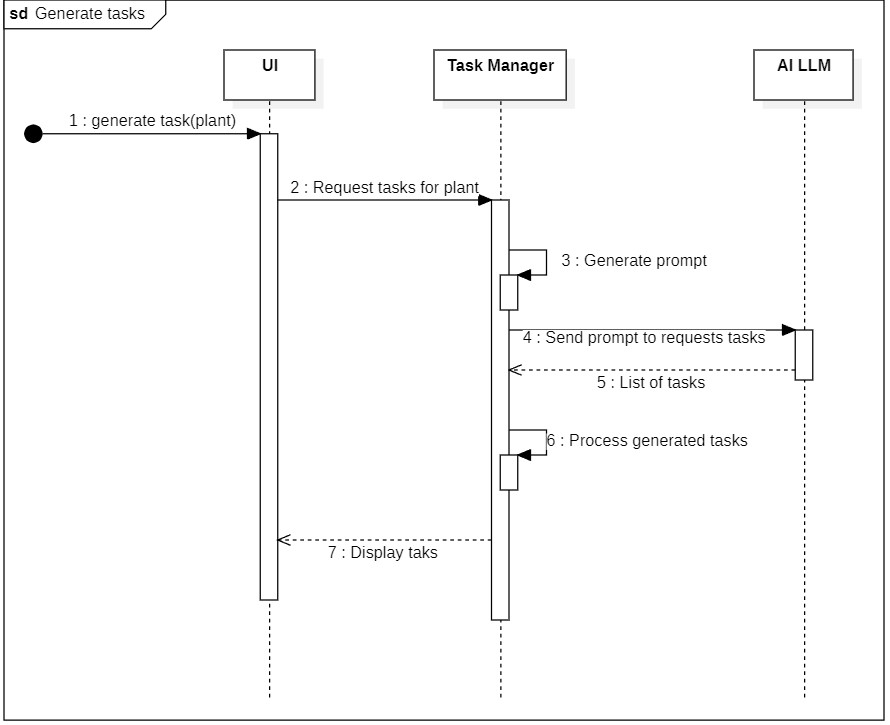 sd Generate tasks
UI
Task Manager
AI LLM
1 : generate task(plant)
2 : Request tasks for plant
3 : Generate prompt
4 : Send prompt to requests tasks
5 : List of tasks
6 : Process generated tasks
7 : Display taks